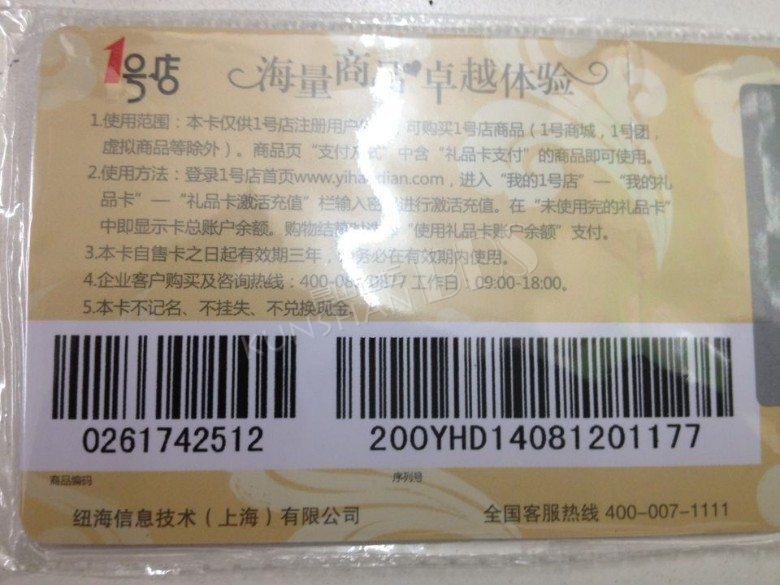 1号店
海量商品卓越体验
1.使用范围：本卡仅供1号店注册用户 可购买1号店商品（1号商城，1号团，
虚拟商品等除外）。商品页“支付方式”中含“礼品卡支付”的商品即可使用。
2.使用方法：登录1号店首页www.yihaodian.com，进入“我的1号店”—“我的礼
品卡”—“礼品卡激活充值”栏输入密 进行激活充值。在“未使用完的礼品卡”
中即显示卡总账户余额。购物结算时 “使用礼品卡账户余额”支付。
3.本卡自售卡之日起有效期三年， 务必在有效期内使用。
4.企业客户购买及咨询热线：400-0 77 工作日：09:00-18:00。
5.本卡不记名、不挂失、不兑换现金。
KUNSHAN BTS
0261742512
200YHD14081201177
商品编码
序列号
纽海信息技术（上海）有限公司
全国客服热线 400-007-1111